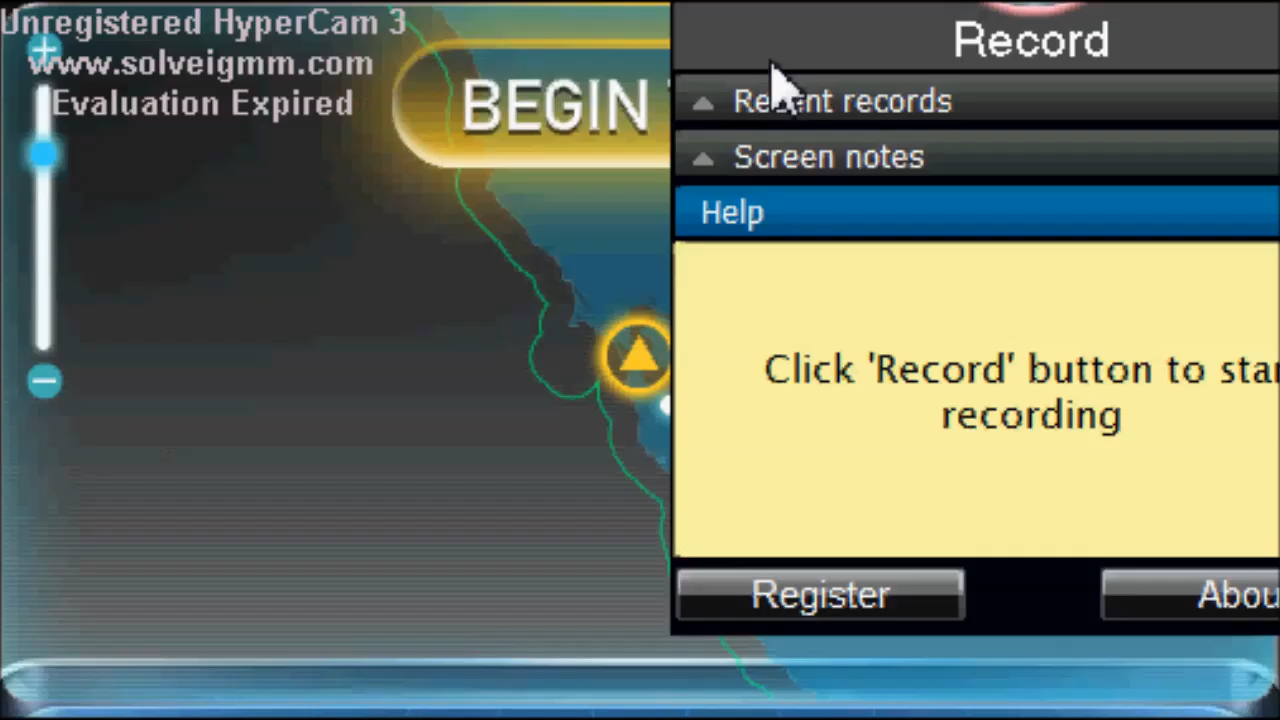 Unregistered HyperCam 3
www.solveigmm.com
Evaluation Expired
BEGIN
Record
Recent records
Screen notes
Help
Click 'Record' button to star
recording
Register
Abou